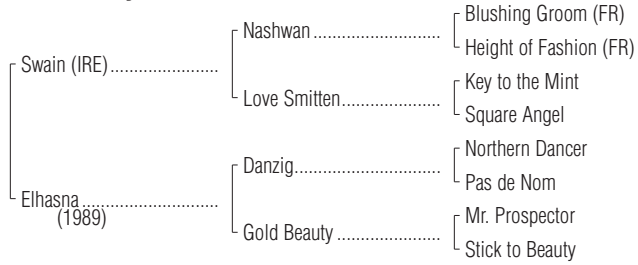 Blushing Groom (FR)
Nashwan
Height of Fashion (FR)
Swain (IRE)
Key to the Mint
Love Smitten
Square Angel
Northern Dancer
Danzig
Pas de Nom
Elhasna
(1989)
Mr. Prospector
Gold Beauty
Stick to Beauty